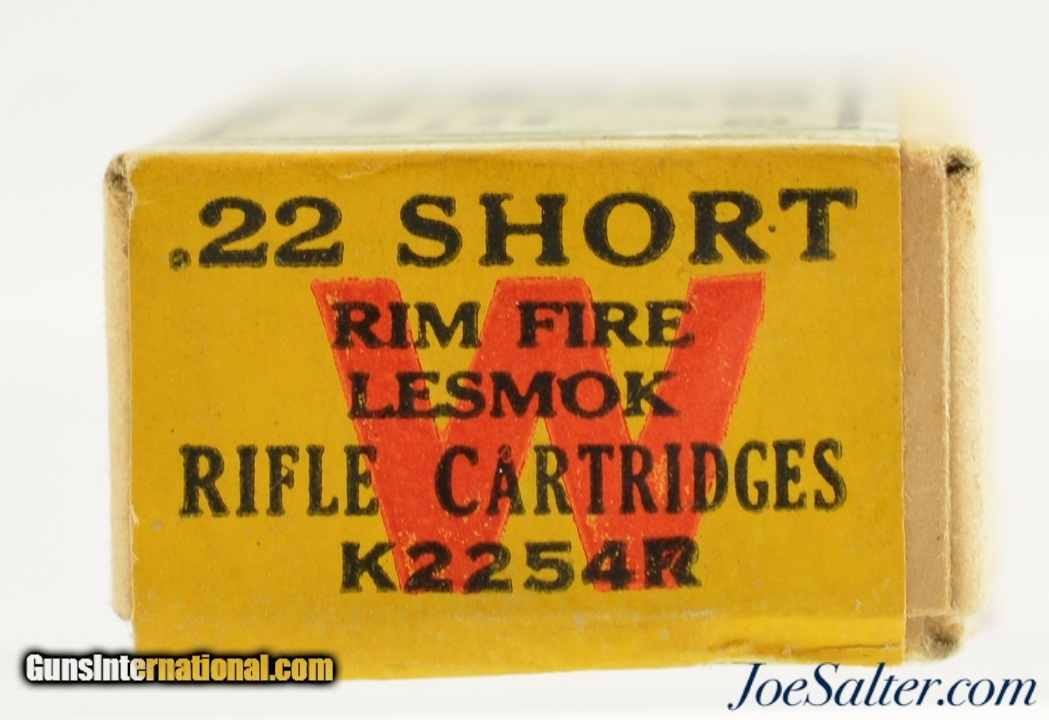 .22 SHORT
W
RIM FIRE
LESMOK
RIFLE CARTRIDGES
K2254R
GunsInternational.com
JoeSalter.com